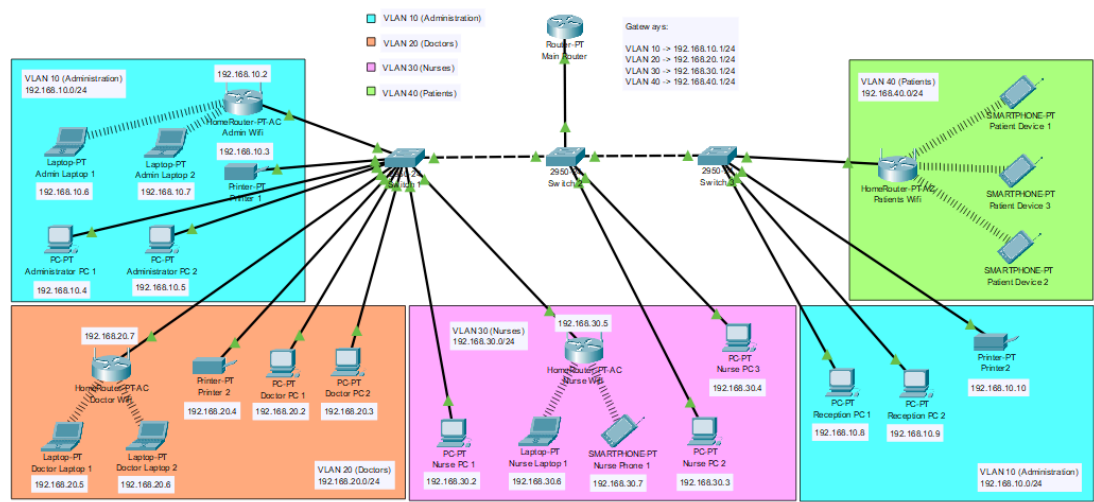 VLAN 10 (Administration)
VLAN 20 (Doctors)
VLAN 30 (Nurses)
VLAN 40 (Patients)
Router-PT
Main Router
Gateways:
VLAN 10 -> 192.168.10.1/24
VLAN 20 -> 192.168.20.1/24
VLAN 30 -> 192.168.30.1/24
VLAN 40 -> 192.168.40.1/24
VLAN 10 (Administration)
192.168.10.0/24
192.168.10.2
HomeRouter-PT-AC
Admin Wifi
Laptop-PT
Admin Laptop 1
192.168.10.6
Laptop-PT
Admin Laptop 2
192.168.10.7
192.168.10.3
Printer-PT
Printer 1
PC-PT
Administrator PC 1
192.168.10.4
PC-PT
Administrator PC 2
192.168.10.5
Switch 1
2950-
Switch 2
2950-
Switch
VLAN 40 (Patients)
192.168.40.0/24
HomeRouter-PT-AC
Patients Wifi
SMARTPHONE-PT
Patient Device 1
SMARTPHONE-PT
Patient Device 3
SMARTPHONE-PT
Patient Device 2
192.168.20.7
HomeRouter-PT-AC
Doctor Wifi
Laptop-PT
Doctor Laptop 1
192.168.20.5
Laptop-PT
Doctor Laptop 2
192.168.20.6
Printer-PT
Printer 2
192.168.20.4
PC-PT
Doctor PC 1
192.168.20.2
PC-PT
Doctor PC2
192.168.20.3
VLAN 20 (Doctors)
192.168.20.0/24
VLAN 30 (Nurses)
192.168.30.0/24
192.168.30.5
HomeRouter-PT-AC
Nurse Wifi
PC-PT
Nurse PC 1
192.168.30.2
Laptop-PT
Nurse Laptop 1
192.168.30.6
SMARTPHONE-PT
Nurse Phone 1
192.168.30.7
PC-PT
Nurse PC 2
192.168.30.3
PC-PT
Nurse PC3
192.168.30.4
PC-PT
Reception PC 1
192.168.10.8
PC-PT
Reception PC 2
192.168.10.9
Printer-PT
Printer2
192.168.10.10
VLAN 10 (Administration)
192.168.10.0/24